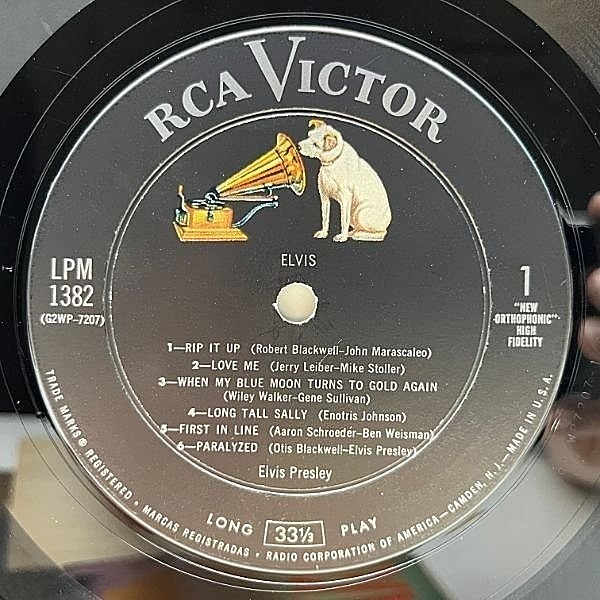 RCA VICTOR
ELVIS
LPM
1382
(G2WP-7207)
1
"NEW
ORTHOPHONIC"
HIGH
FIDELITY
1—RIP IT UP (Robert Blackwell–John Marascaleo)
2—LOVE ME (Jerry Leiber–Mike Stoller)
3—WHEN MY BLUE MOON TURNS TO GOLD AGAIN
(Wiley Walker–Gene Sullivan)
4—LONG TALL SALLY (Enotris Johnson)
5—FIRST IN LINE (Aaron Schroeder–Ben Weisman)
6—PARALYZED (Otis Blackwell–Elvis Presley)
Elvis Presley
LONG 33⅓ PLAY
TRADE MARKS ® REGISTERED • MARCAS REGISTRADAS • RADIO CORPORATION OF AMERICA—CAMDEN, N. J.—MADE IN U.S.A.